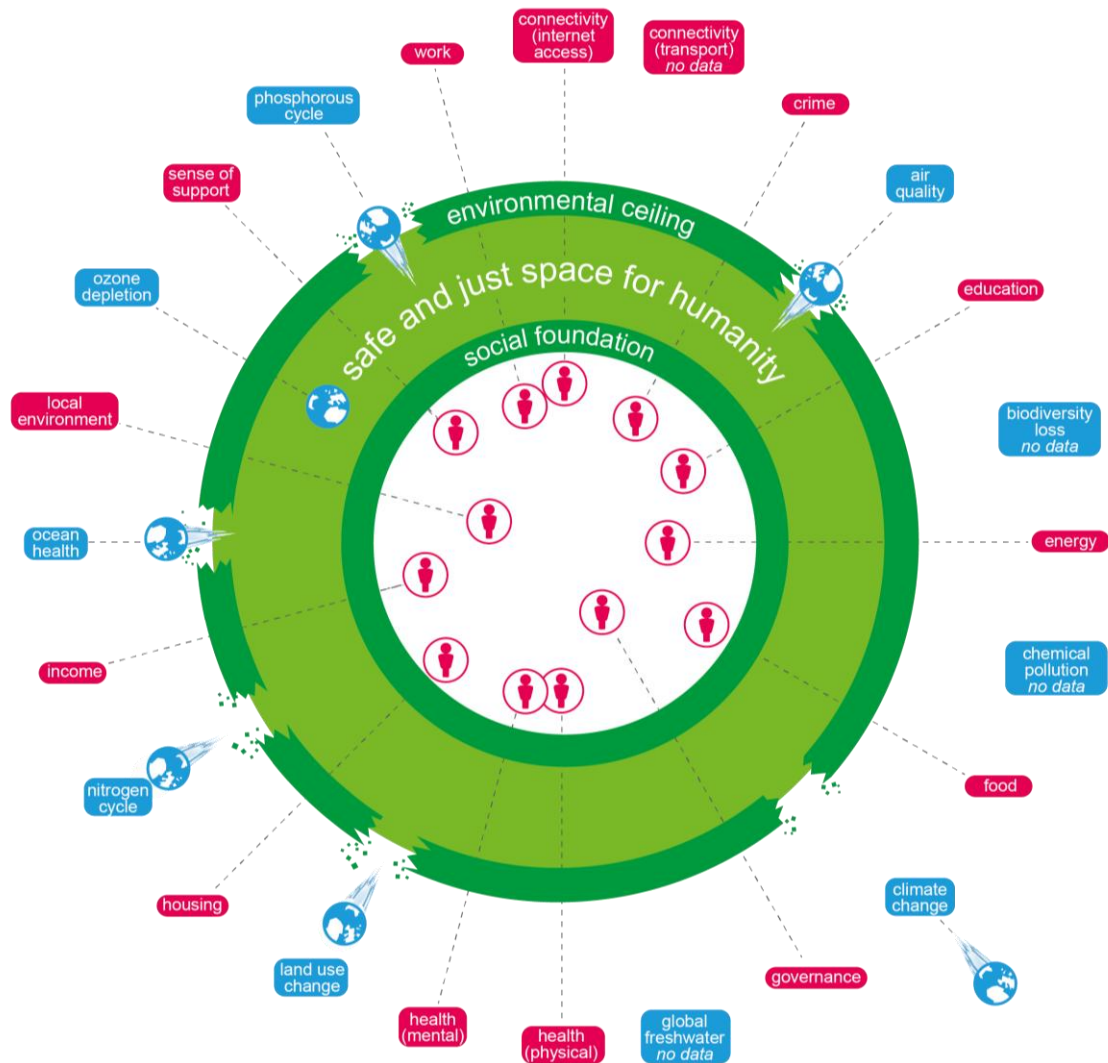 connectivity
(internet
access)
connectivity
(transport)
no data
work
crime
phosphorous
cycle
sense of
support
air
quality
environmental ceiling
safe and just space for humanity
social foundation
ozone
depletion
education
local
environment
biodiversity
loss
no data
ocean
health
energy
income
chemical
pollution
no data
nitrogen
cycle
food
housing
climate
change
land use
change
governance
health
(mental)
health
(physical)
global
freshwater
no data